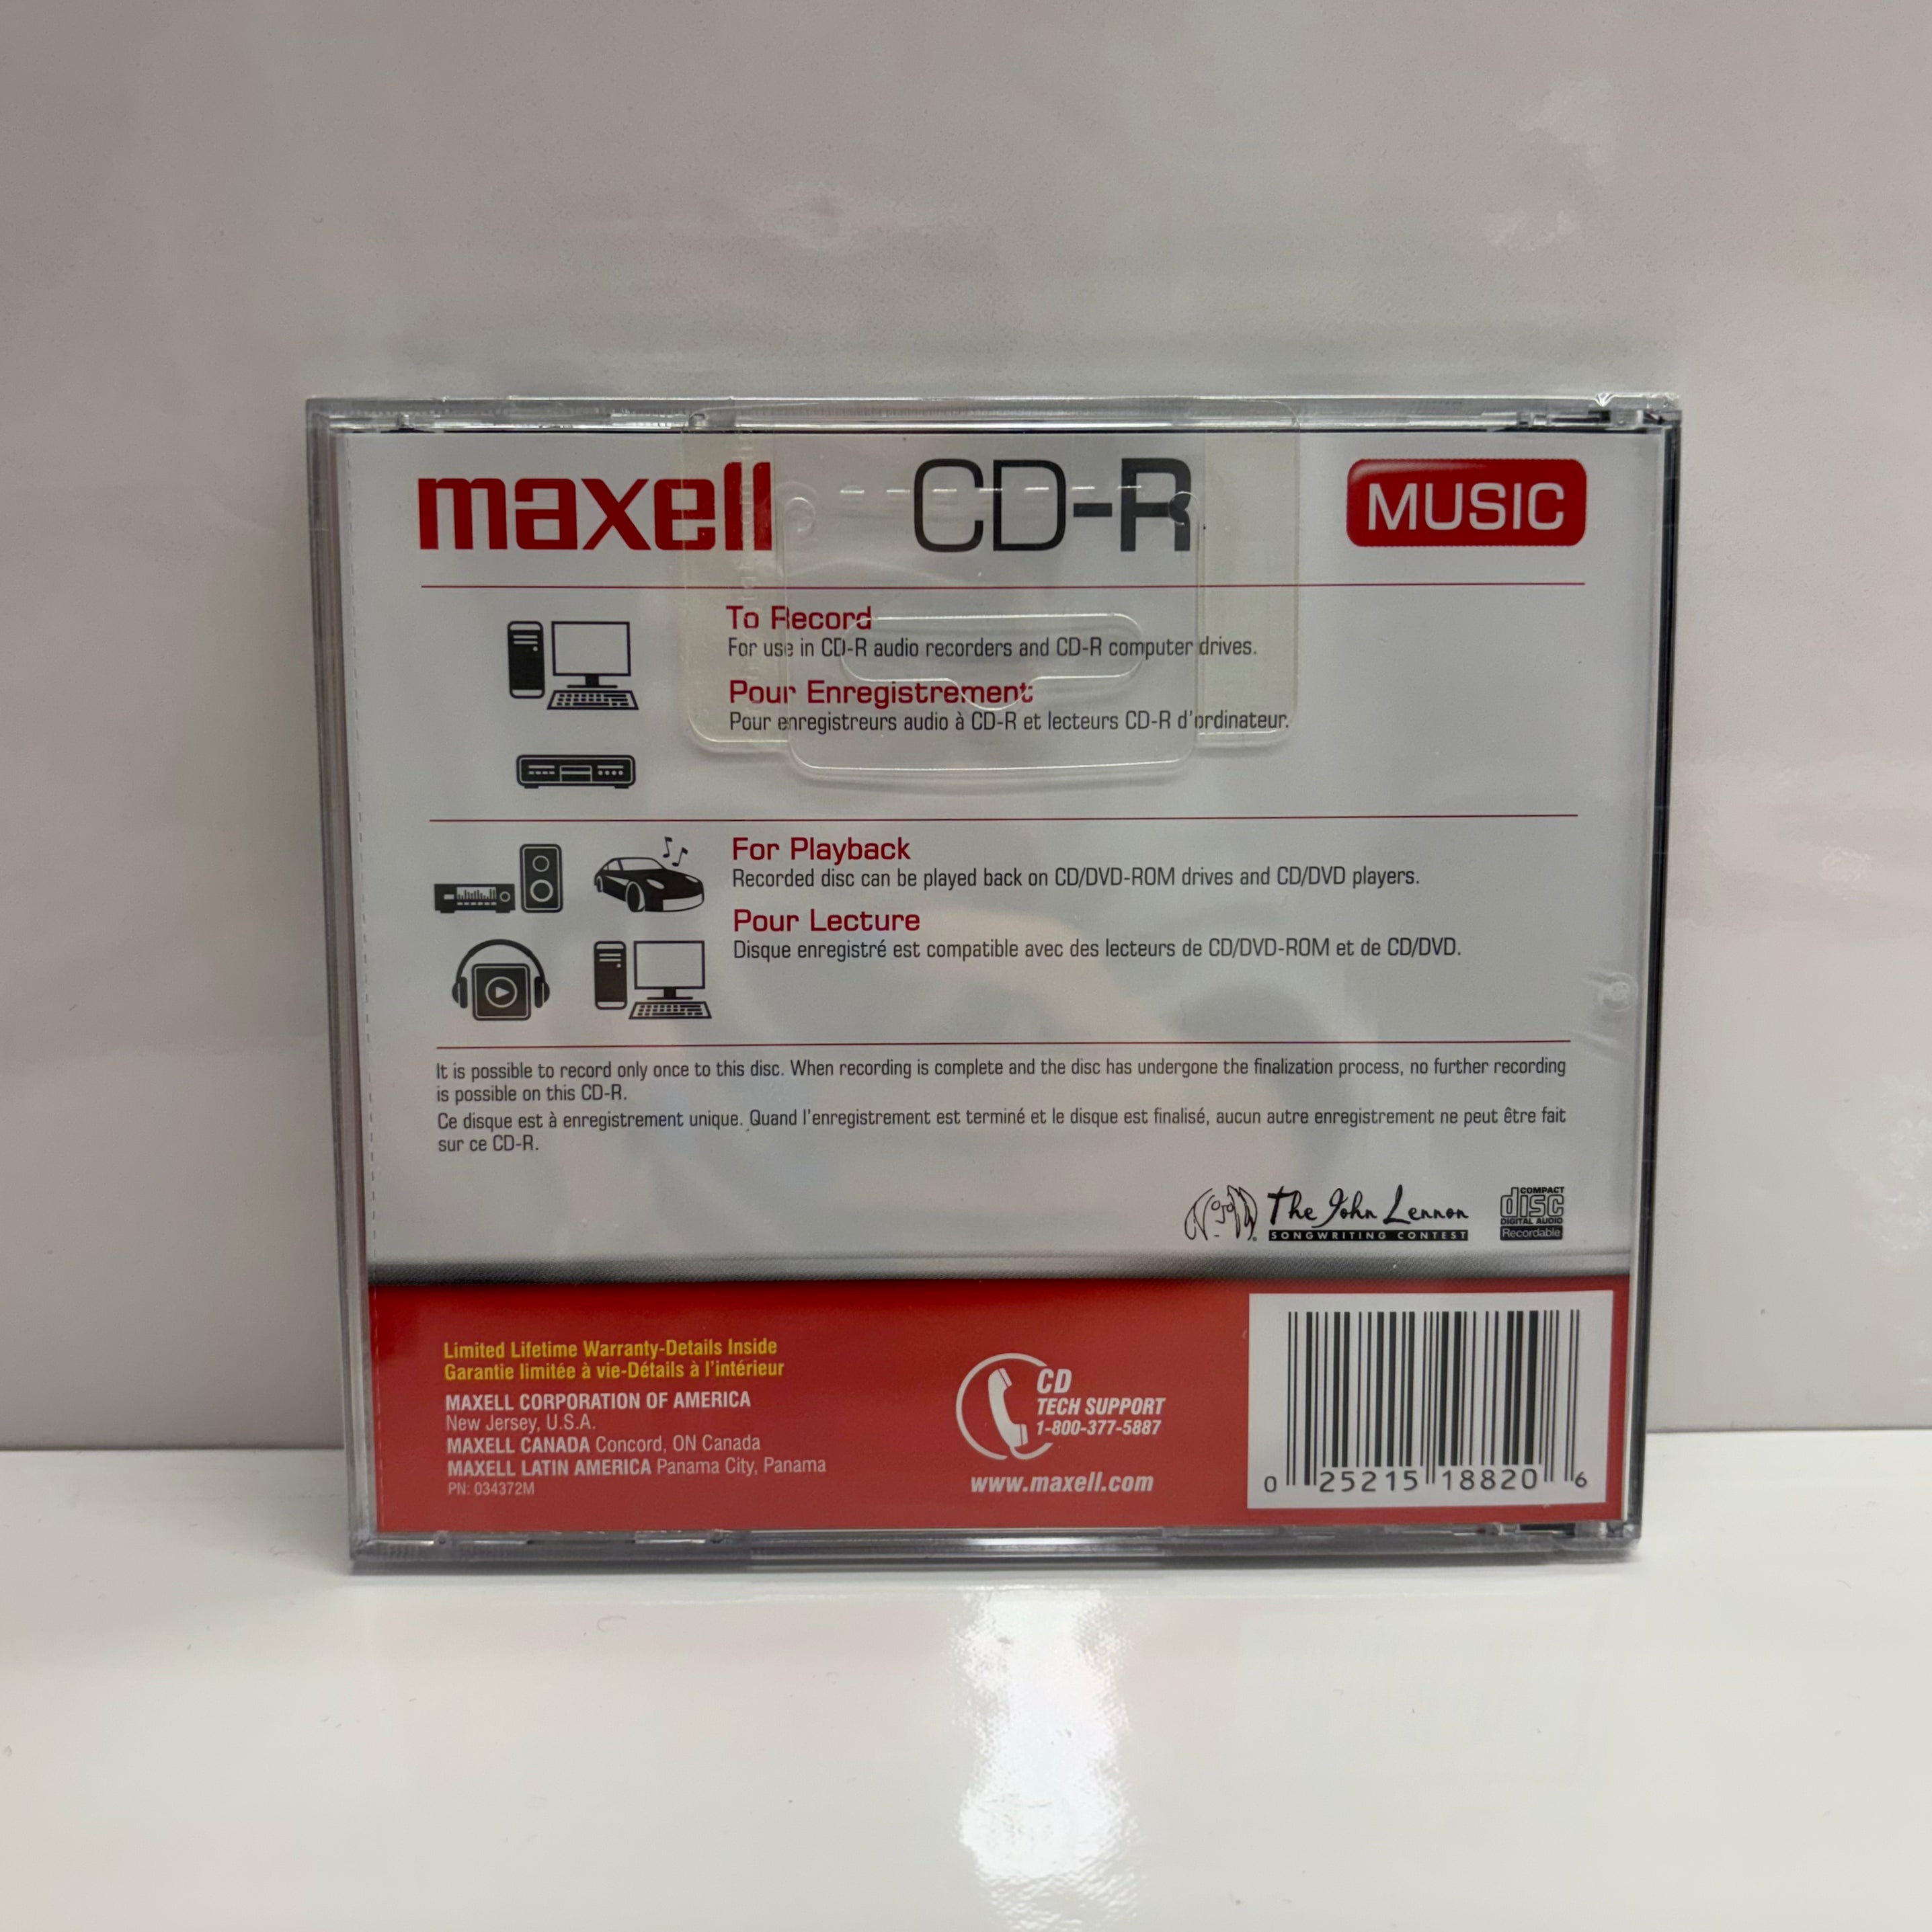 maxell CD-R MUSIC
To Record
For use in CD-R audio recorders and CD-R computer drives.
Pour Enregistrement
Pour enregistreurs audio à CD-R et lecteurs CD-R d'ordinateur.
For Playback
Recorded disc can be played back on CD/DVD-ROM drives and CD/DVD players.
Pour Lecture
Disque enregistré est compatible avec des lecteurs de CD/DVD-ROM et de CD/DVD.
It is possible to record only once to this disc. When recording is complete and the disc has undergone the finalization process, no further recording
is possible on this CD-R.
Ce disque est à enregistrement unique. Quand l'enregistrement est terminé et le disque est finalisé, aucun autre enregistrement ne peut être fait
sur ce CD-R.
The John Lennon
SONGWRITING CONTEST
COMPACT
disc
DIGITAL AUDIO
Recordable
Limited Lifetime Warranty-Details Inside
Garantie limitée à vie-Détails à l'intérieur
MAXELL CORPORATION OF AMERICA
New Jersey, U.S.A.
MAXELL CANADA Concord, ON Canada
MAXELL LATIN AMERICA Panama City, Panama
PN: 034372M
CD
TECH SUPPORT
1-800-377-5887
www.maxell.com
0 25215 18820 6